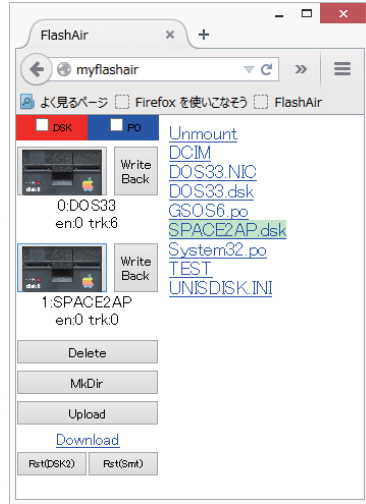 FlashAir
myflashair
よく見るページ Firefox を使いこなそう FlashAir
DSK PO
Write Back
0:DOS33
en:0 trk:6
Write Back
1:SPACE2AP
en:0 trk:0
Delete
MkDir
Upload
Download
Rst(DSK2) Rst(Smt)
Unmount
DCIM
DOS33.NIC
DOS33.dsk
GSOS6.po
SPACE2AP.dsk
System32.po
TEST
UNISDISK.INI